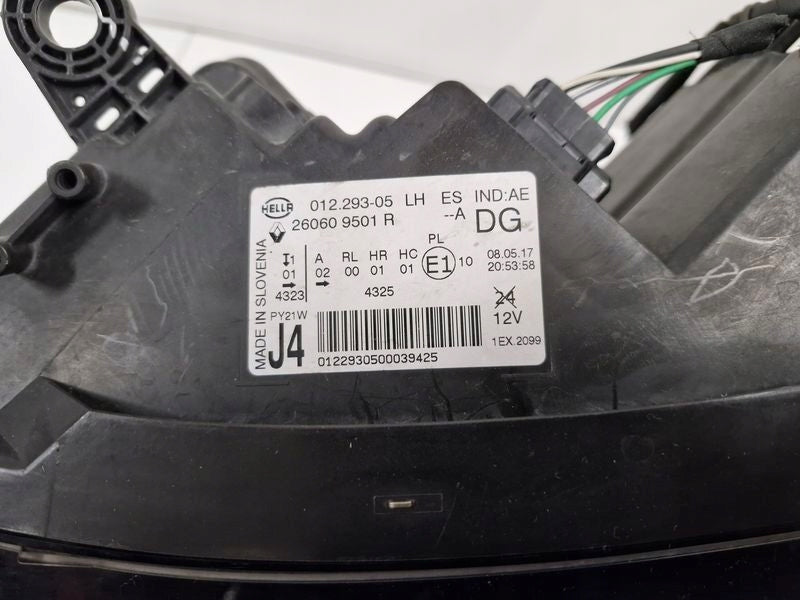 HELLA 012.293-05 LH ES IND:AE
26060 9501 R --A DG
MADE IN SLOVENIA
PL
1 A RL HR HC E1 10 08.05.17
01 02 00 01 01 20:53:58
4323 4325
24
12V
PY21W
J4
1EX.2099
0122930500039425